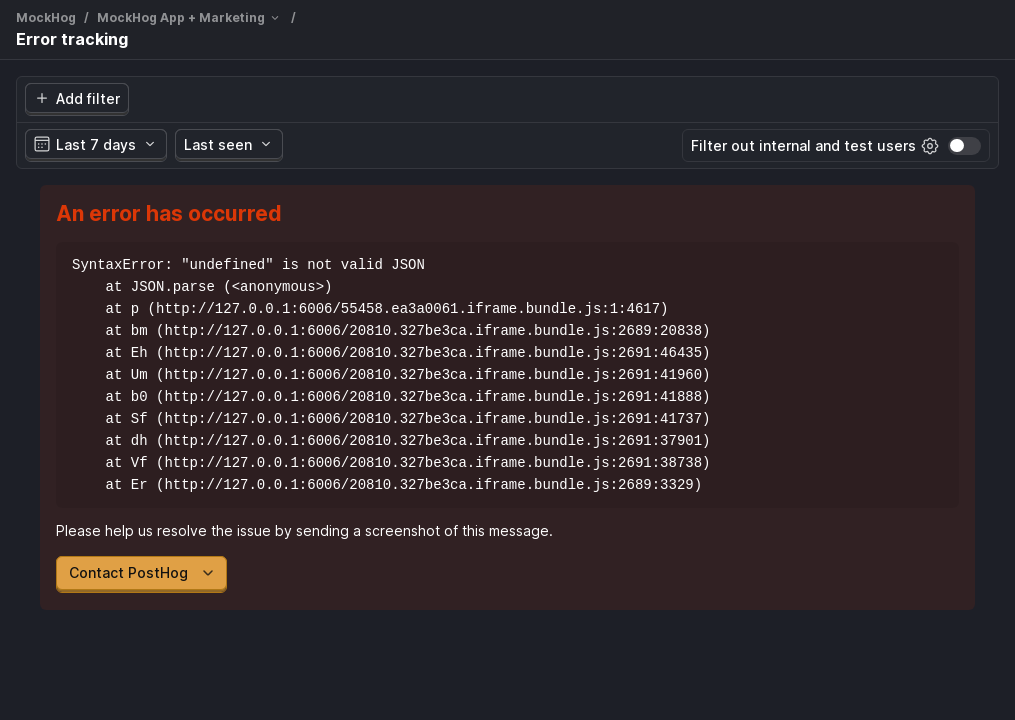 MockHog / MockHog App + Marketing /
Error tracking
Add filter
Last 7 days Last seen Filter out internal and test users
An error has occurred
SyntaxError: "undefined" is not valid JSON
    at JSON.parse (<anonymous>)
    at p (http://127.0.0.1:6006/55458.ea3a0061.iframe.bundle.js:1:4617)
    at bm (http://127.0.0.1:6006/20810.327be3ca.iframe.bundle.js:2689:20838)
    at Eh (http://127.0.0.1:6006/20810.327be3ca.iframe.bundle.js:2691:46435)
    at Um (http://127.0.0.1:6006/20810.327be3ca.iframe.bundle.js:2691:41960)
    at b0 (http://127.0.0.1:6006/20810.327be3ca.iframe.bundle.js:2691:41888)
    at Sf (http://127.0.0.1:6006/20810.327be3ca.iframe.bundle.js:2691:41737)
    at dh (http://127.0.0.1:6006/20810.327be3ca.iframe.bundle.js:2691:37901)
    at Vf (http://127.0.0.1:6006/20810.327be3ca.iframe.bundle.js:2691:38738)
    at Er (http://127.0.0.1:6006/20810.327be3ca.iframe.bundle.js:2689:3329)
Please help us resolve the issue by sending a screenshot of this message.
Contact PostHog